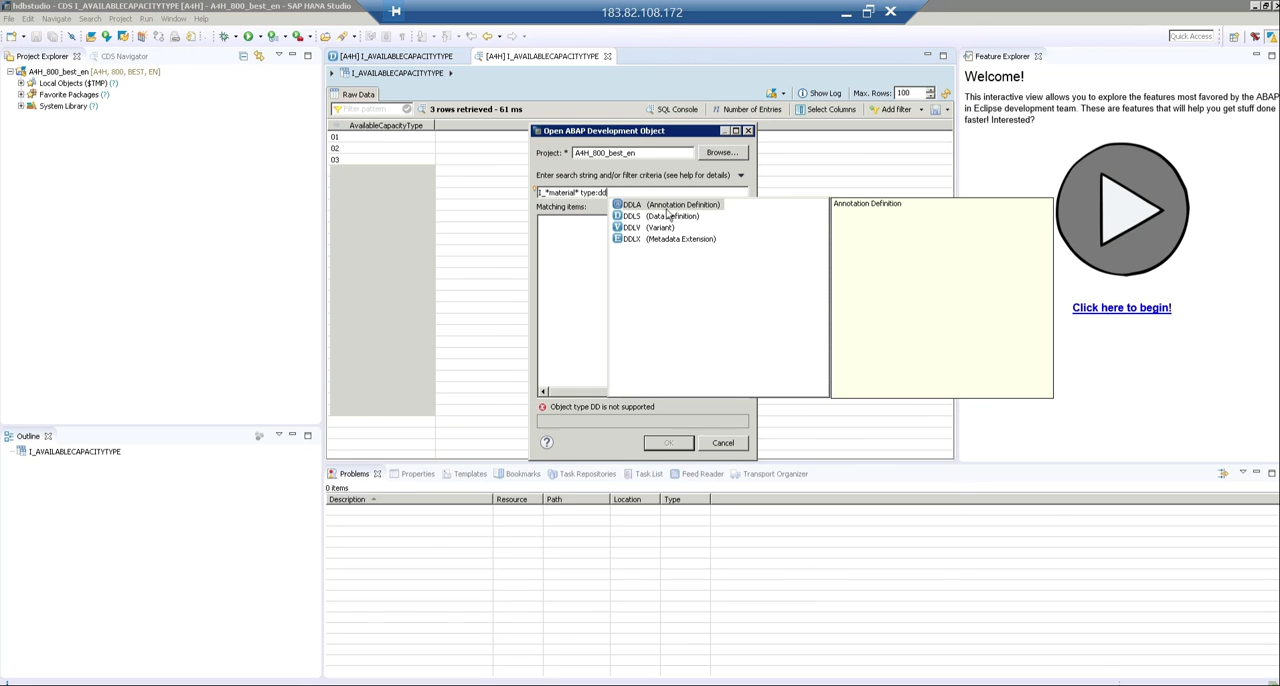 hdbstudio - CDS I_AVAILABLECAPACITYTYPE [A4H] - A4H_800_best_en - SAP HANA Studio
183.82.108.172
File Edit Navigate Search Project Run Window Help
Quick Access
Project Explorer CDS Navigator
[A4H] I_AVAILABLECAPACITYTYPE [A4H] I_AVAILABLECAPACITYTYPE
Feature Explorer
A4H_800_best_en [A4H, 800, BEST, EN]
Local Objects ($TMP) (?)
Favorite Packages (?)
System Library (?)
I_AVAILABLECAPACITYTYPE
Raw Data
Show Log Max. Rows: 100
Filter pattern 3 rows retrieved - 61 ms SQL Console Number of Entries Select Columns Add filter
AvailableCapacityType
01
02
03
Open ABAP Development Object
Project: * A4H_800_best_en Browse...
Enter search string and/or filter criteria (see help for details)
I_*material* type:dd
Matching items:
DDLA (Annotation Definition)
DDLS (Data Definition)
DDLV (Variant)
DDLX (Metadata Extension)
Annotation Definition
Object type DD is not supported
OK Cancel
Welcome!
This interactive view allows you to explore the features most favored by the ABAP
in Eclipse development team. These are features that will help you get stuff done
faster! Interested?
Click here to begin!
Outline
I_AVAILABLECAPACITYTYPE
Problems Properties Templates Bookmarks Task Repositories Task List Feed Reader Transport Organizer
0 items
Description Resource Path Location Type